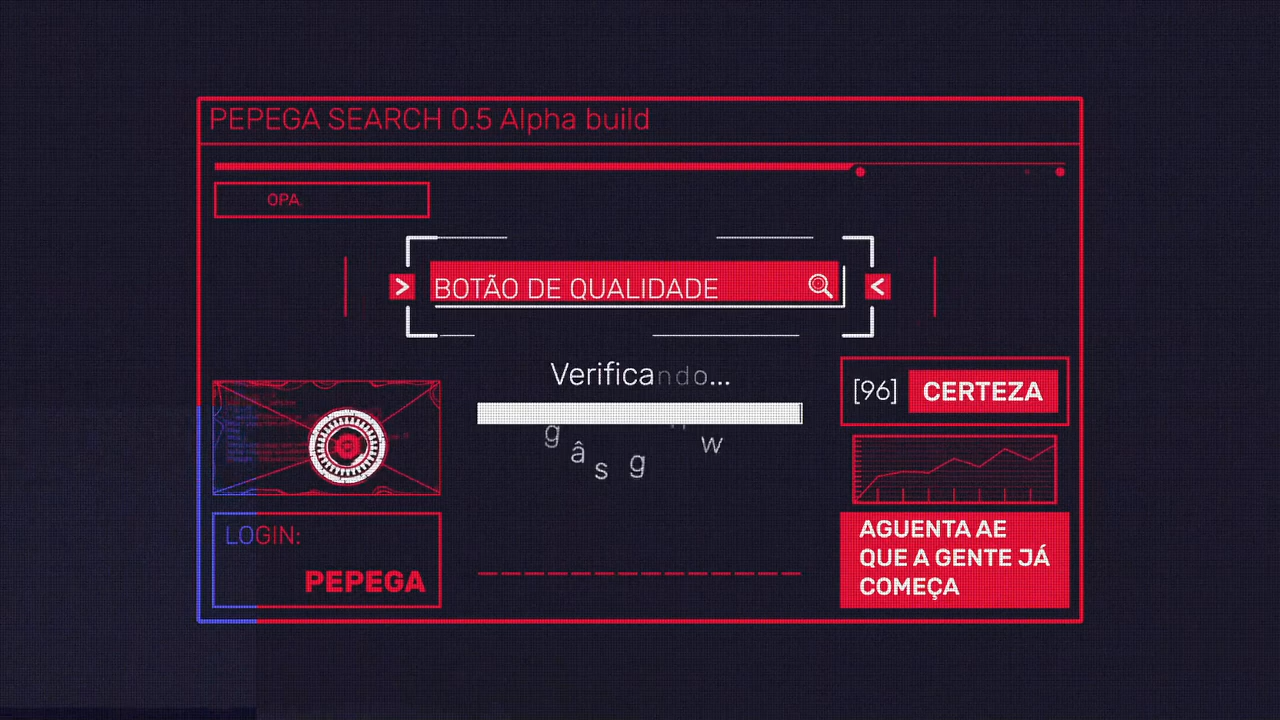 PEPEGA SEARCH 0.5 Alpha build
OPA.
> BOTÃO DE QUALIDADE <
Verificando...
g â s g w
[96] CERTEZA
LOGIN:
PEPEGA
AGUENTA AE
QUE A GENTE JÁ
COMEÇA